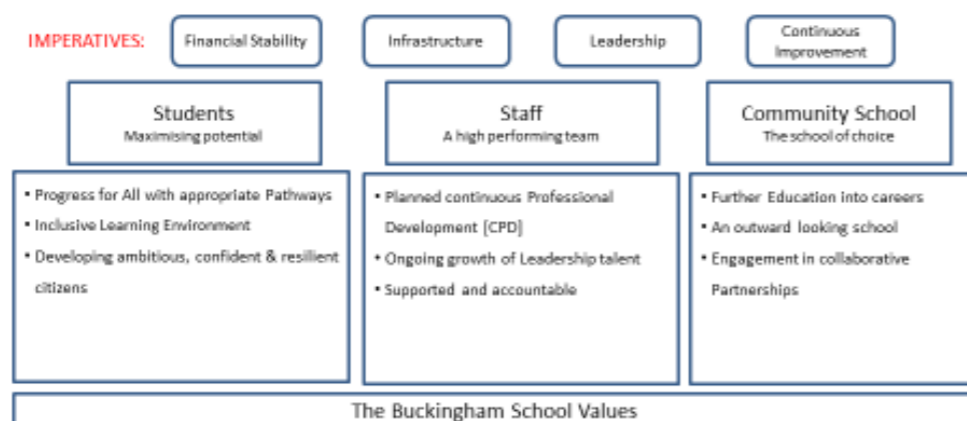 IMPERATIVES:
Financial Stability
Infrastructure
Leadership
Continuous
Improvement
Students
Maximising potential
Staff
A high performing team
Community School
The school of choice
▪ Progress for All with appropriate Pathways
▪ Inclusive Learning Environment
▪ Developing ambitious, confident & resilient
citizens
▪ Planned continuous Professional
Development [CPD]
▪ Ongoing growth of Leadership talent
▪ Supported and accountable
▪ Further Education into careers
▪ An outward looking school
▪ Engagement in collaborative
Partnerships
The Buckingham School Values